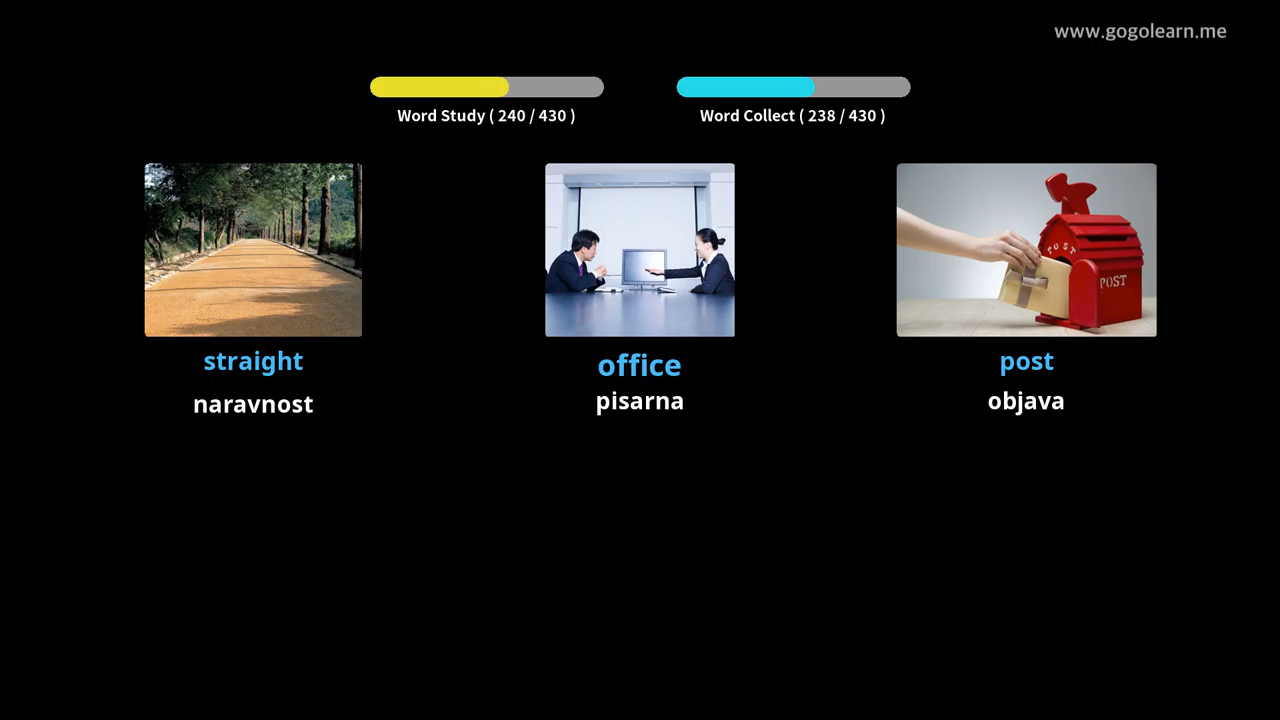 www.gogolearn.me
Word Study ( 240 / 430 )
Word Collect ( 238 / 430 )
POST
POST
straight
office
post
naravnost
pisarna
objava